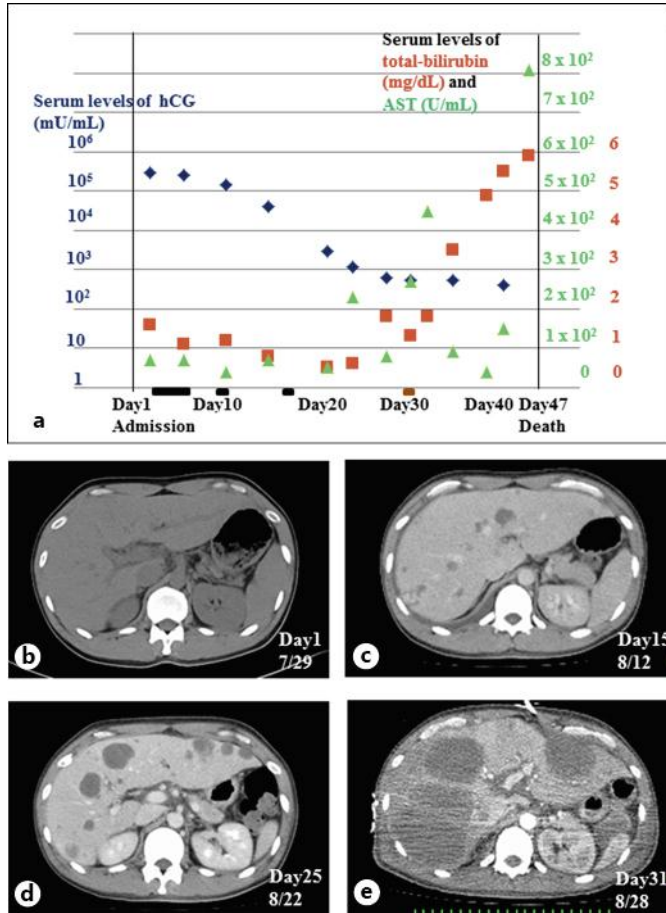 Serum levels of
total-bilirubin
(mg/dL) and
AST (U/mL)
Serum levels of hCG
(mU/mL)
8 x 10²
7 x 10²
10⁶
6 x 10²
6
10⁵
5 x 10²
5
10⁴
4 x 10²
4
10³
3 x 10²
3
10²
2 x 10²
2
10
1 x 10²
1
1
0
0
Day1
Day10
Day20
Day30
Day40
Day47
Admission
Death
a
Day1
7/29
b
Day15
8/12
c
Day25
8/22
d
Day31
8/28
e